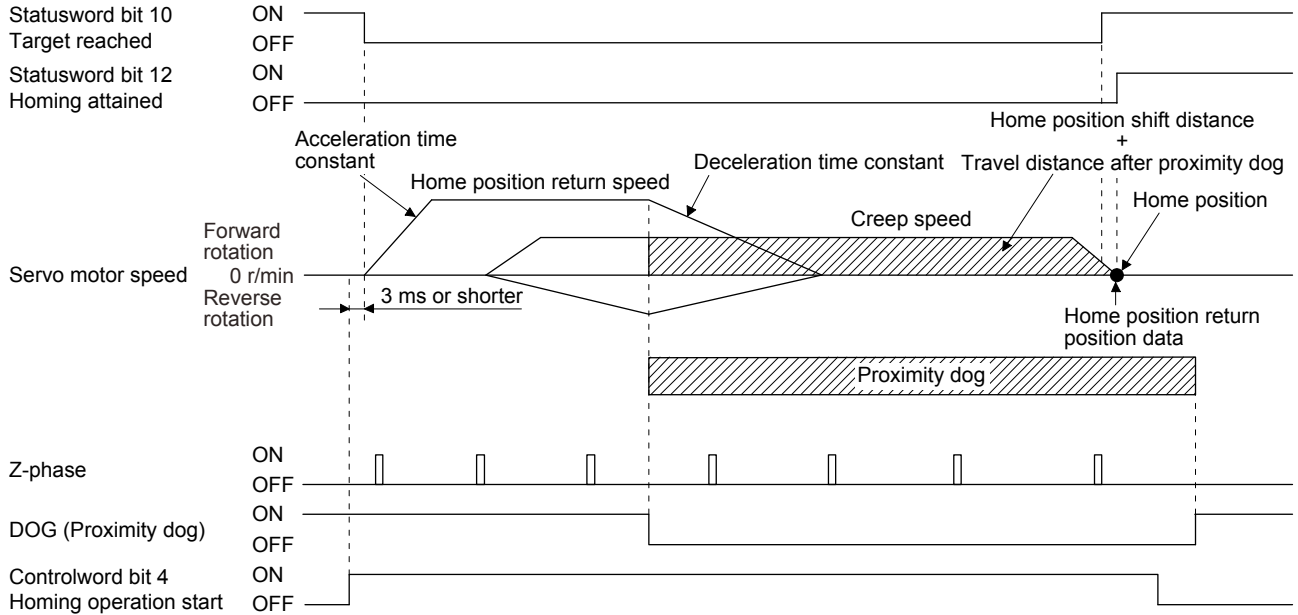 Statusword bit 10
Target reached
ON
OFF
Statusword bit 12
Homing attained
ON
OFF
Home position shift distance
+
Travel distance after proximity dog
Acceleration time
constant
Home position return speed
Deceleration time constant
Creep speed
Home position
Servo motor speed
Forward
rotation
0 r/min
Reverse
rotation
3 ms or shorter
Home position return
position data
Proximity dog
Z-phase
ON
OFF
DOG (Proximity dog)
ON
OFF
Controlword bit 4
Homing operation start
ON
OFF